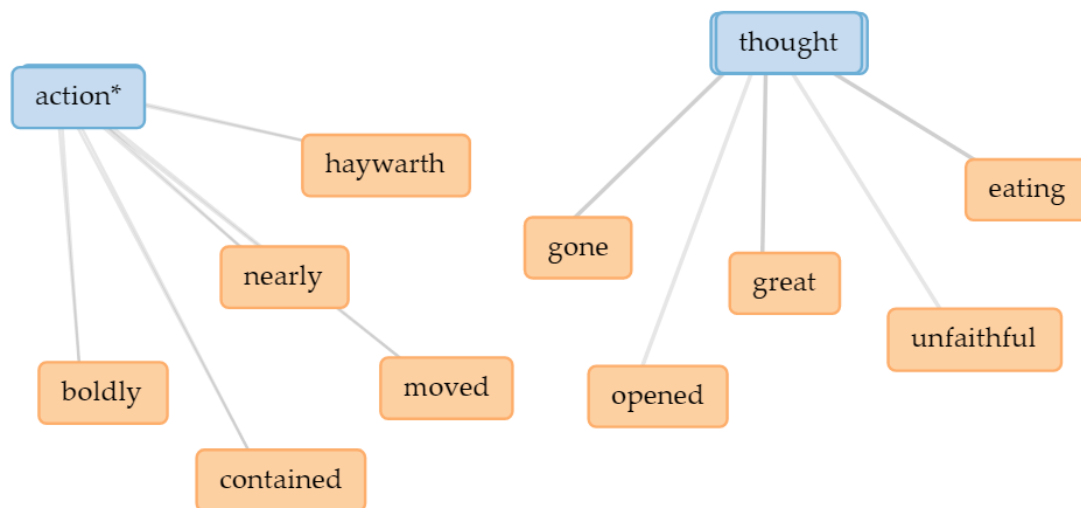 thought
action*
haywarth
eating
gone
nearly
great
unfaithful
boldly
moved
opened
contained